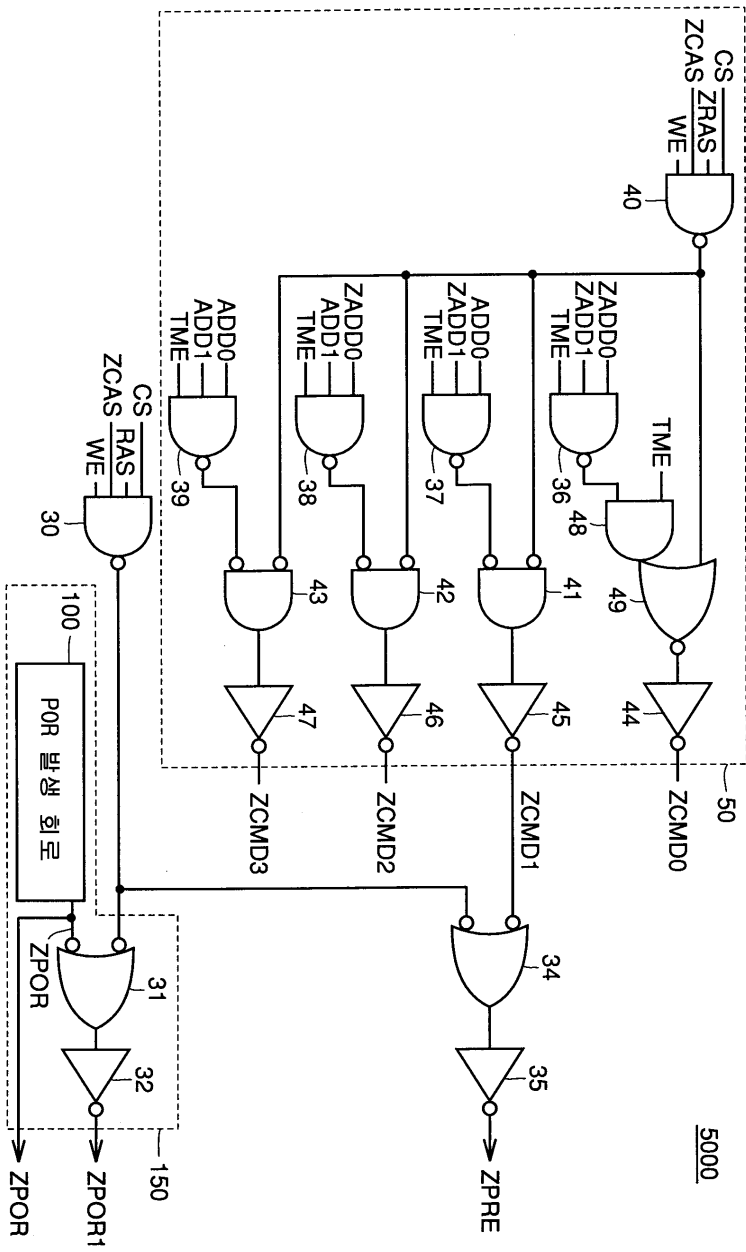 5000
50
CS
ZRAS
ZCAS
WE
40
TME
ZADD0
ZADD1
TME
36
48
49
44
ZCMD0
ADD0
ZADD1
TME
37
41
45
ZCMD1
34
35
ZPRE
ZADD0
ADD1
TME
38
42
46
ZCMD2
ADD0
ADD1
TME
39
43
47
ZCMD3
CS
RAS
ZCAS
WE
30
100
POR 발생 회로
ZPOR
31
32
150
ZPOR1
ZPOR